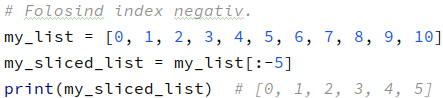 # Folosind index negativ.
my_list = [0, 1, 2, 3, 4, 5, 6, 7, 8, 9, 10]
my_sliced_list = my_list[:-5]
print(my_sliced_list)  # [0, 1, 2, 3, 4, 5]